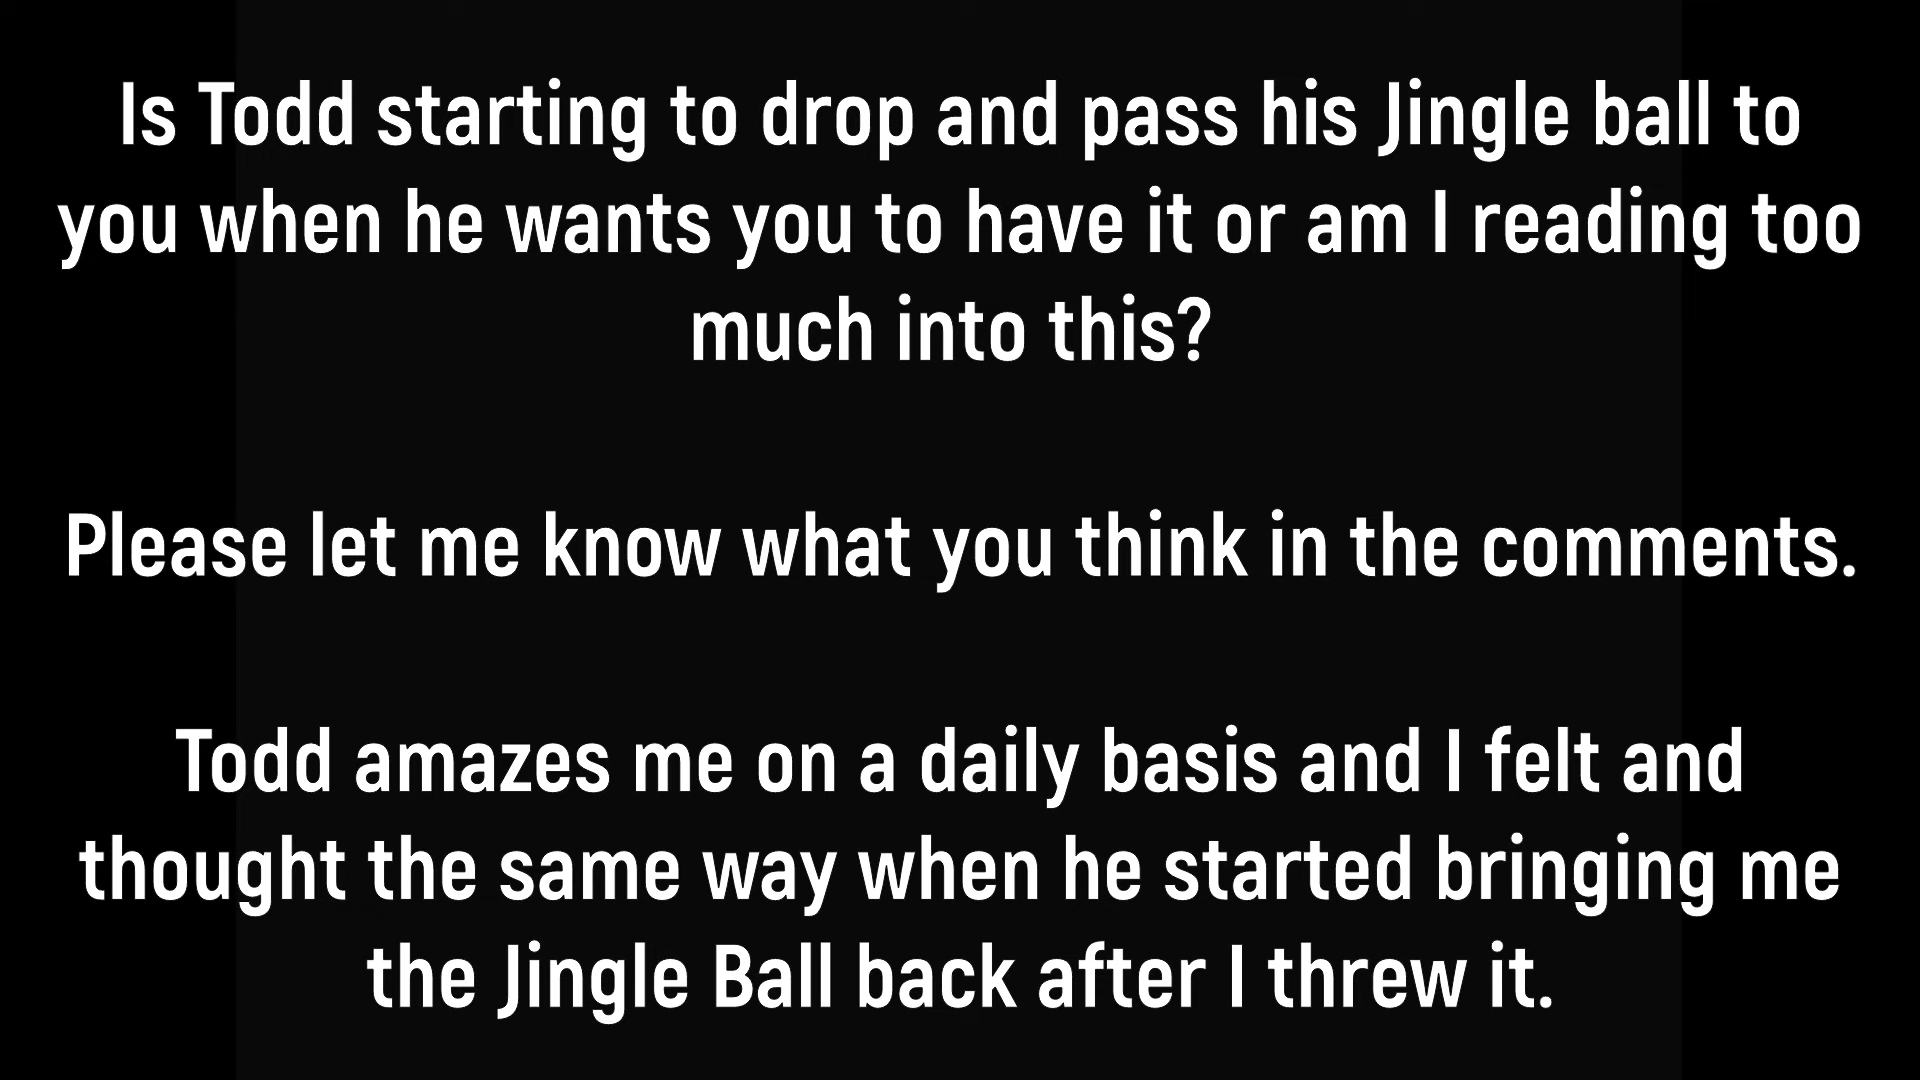 Is Todd starting to drop and pass his Jingle ball to
you when he wants you to have it or am I reading too
much into this?
Please let me know what you think in the comments.
Todd amazes me on a daily basis and I felt and
thought the same way when he started bringing me
the Jingle Ball back after I threw it.